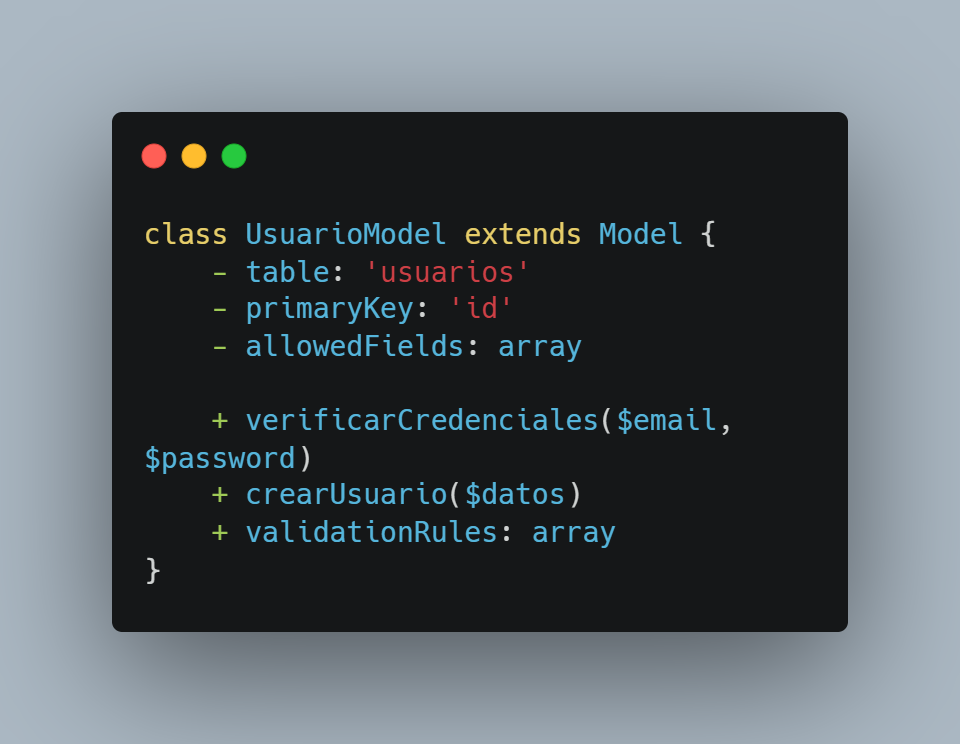 class UsuarioModel extends Model {
    - table: 'usuarios'
    - primaryKey: 'id'
    - allowedFields: array

    + verificarCredenciales($email,
$password)
    + crearUsuario($datos)
    + validationRules: array
}